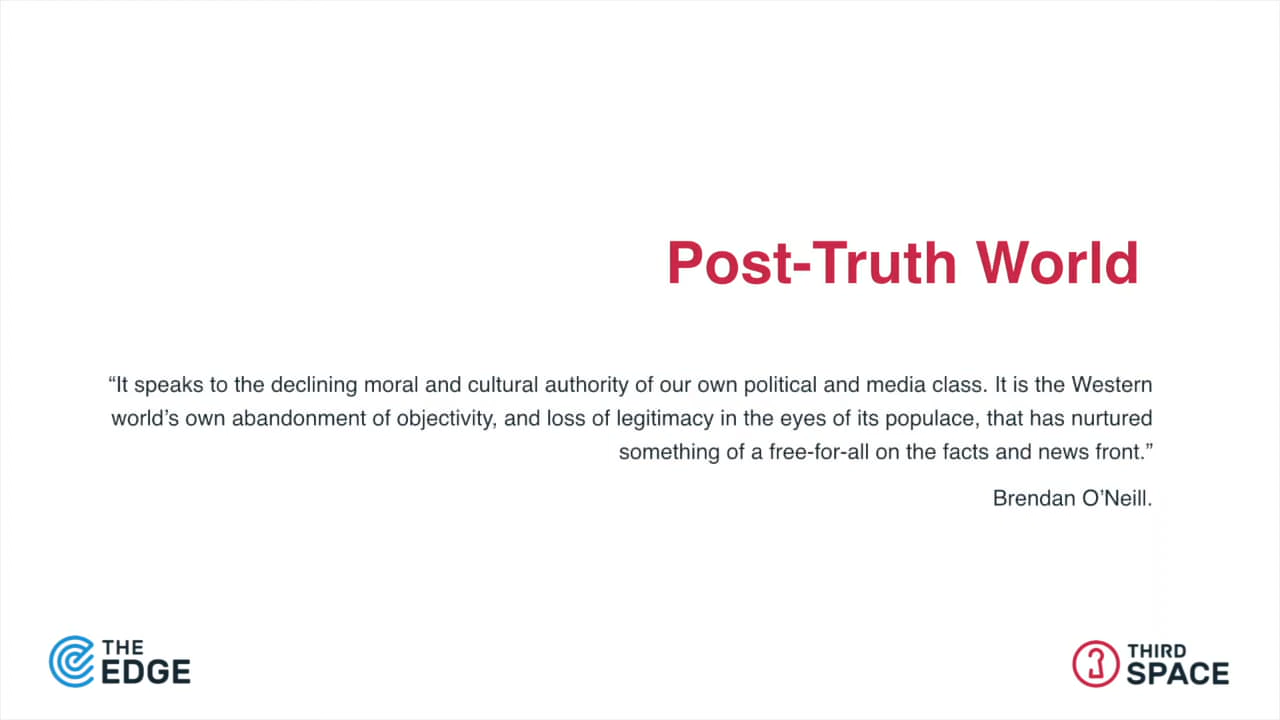 Post-Truth World
“It speaks to the declining moral and cultural authority of our own political and media class. It is the Western
world’s own abandonment of objectivity, and loss of legitimacy in the eyes of its populace, that has nurtured
something of a free-for-all on the facts and news front.”
Brendan O’Neill.
THE
EDGE
THIRD
SPACE